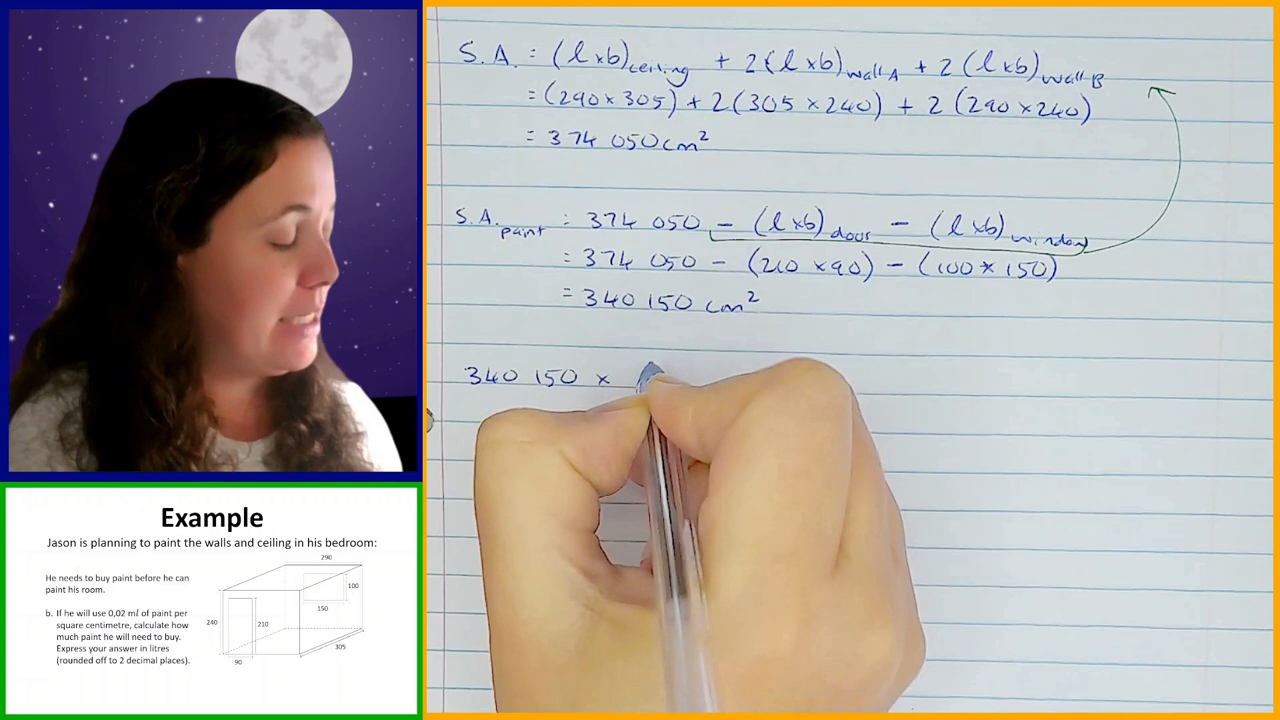 S.A. = (l×b)ceiling + 2(l×b)wall A + 2(l×b)wall B
= (290×305) + 2(305×240) + 2(290×240)
= 374 050cm²
S.A.paint = 374 050 − (l×b)door − (l×b)window
= 374 050 − (210×90) − (100×150)
= 340 150 cm²
340 150 ×
Example
Jason is planning to paint the walls and ceiling in his bedroom:
He needs to buy paint before he can
paint his room.
b. If he will use 0,02 ml of paint per
square centimetre, calculate how
much paint he will need to buy.
Express your answer in litres
(rounded off to 2 decimal places).
290
100
150
240
210
305
90